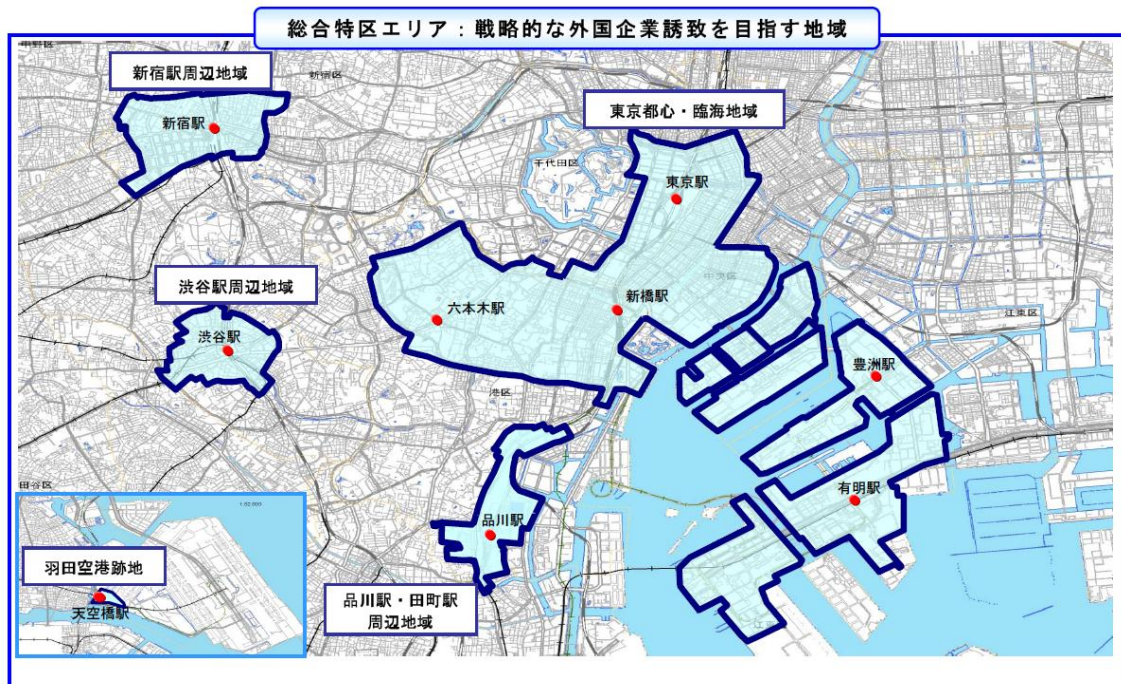 総合特区エリア：戦略的な外国企業誘致を目指す地域
新宿駅周辺地域
新宿区
新宿駅
東京都心・臨海地域
千代田区
東京駅
渋谷駅周辺地域
中央区
六本木駅
新橋駅
江東区
渋谷駅
豊洲駅
港区
田谷区
有明駅
品川駅
羽田空港跡地
天空橋駅
品川駅・田町駅
周辺地域